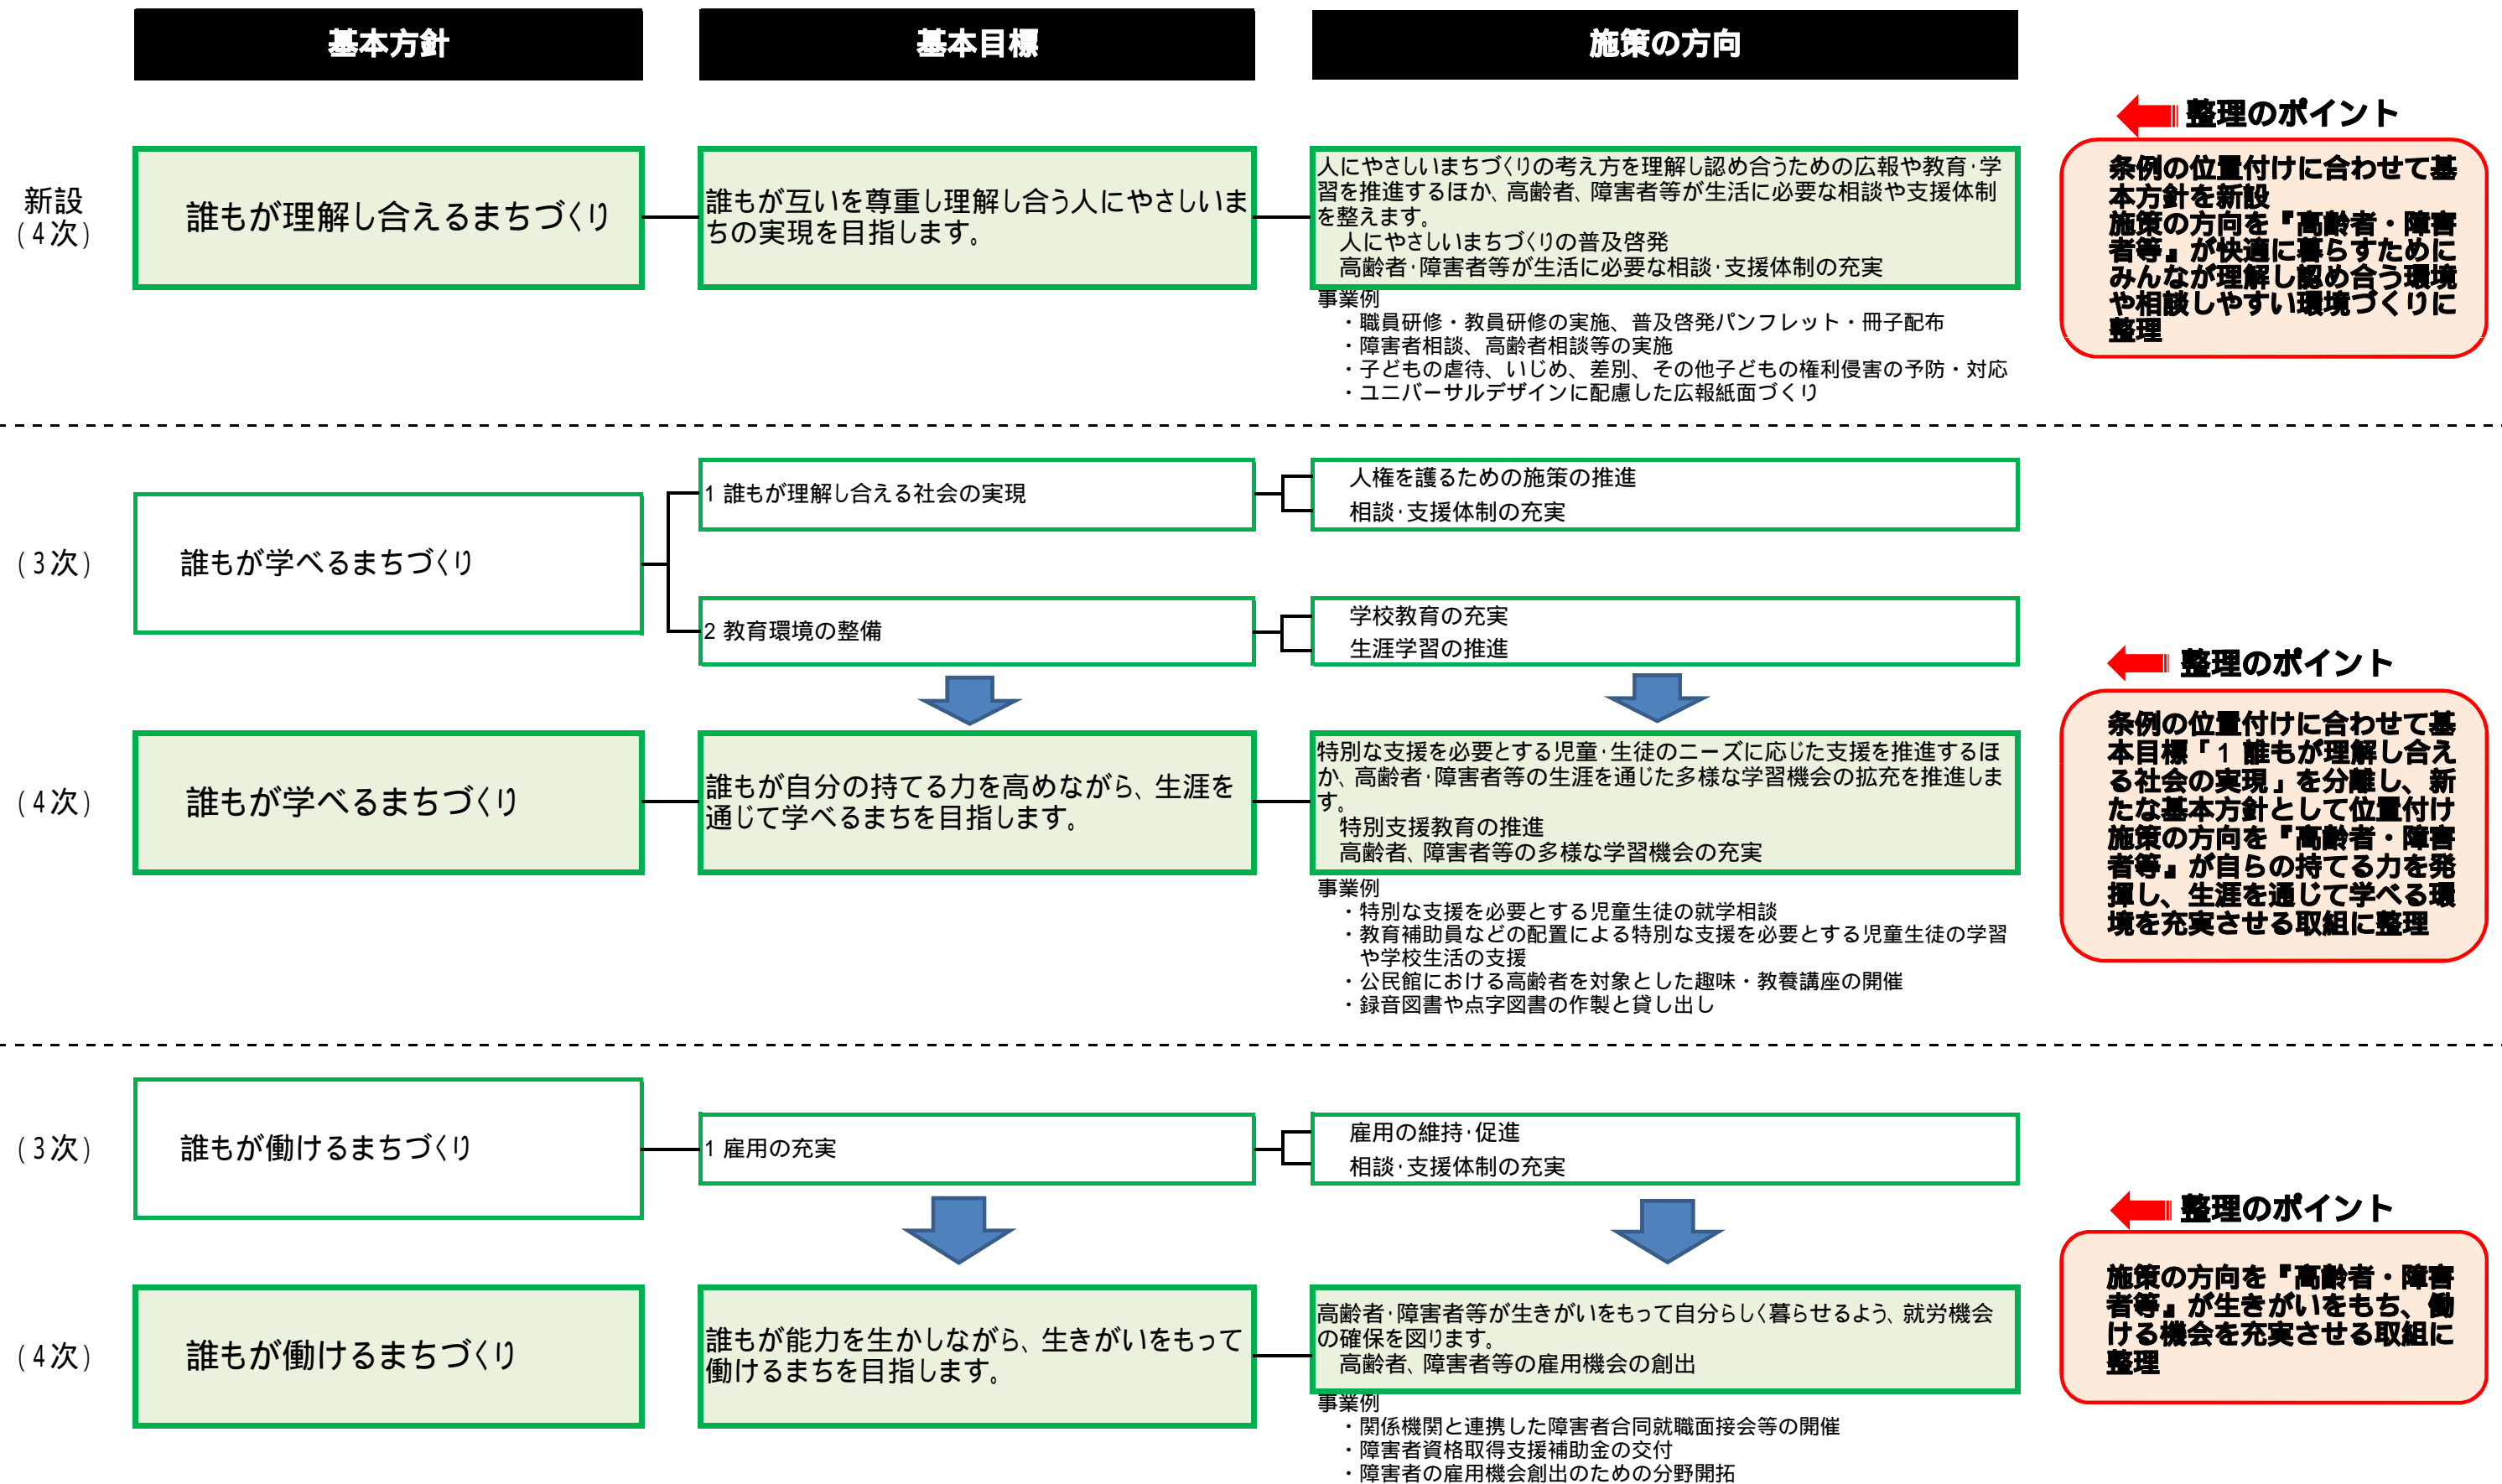 基本方針
基本目標
施策の方向
整理のポイント
新設
(4次)
誰もが理解し合えるまちづくり
誰もが互いを尊重し理解し合う人にやさしいま
ちの実現を目指します。
人にやさしいまちづくりの考え方を理解し認め合うための広報や教育・学
習を推進するほか、高齢者、障害者等が生活に必要な相談や支援体制
を整えます。
人にやさしいまちづくりの普及啓発
高齢者・障害者等が生活に必要な相談・支援体制の充実
事業例
・職員研修・教員研修の実施、普及啓発パンフレット・冊子配布
・障害者相談、高齢者相談等の実施
・子どもの虐待、いじめ、差別、その他子どもの権利侵害の予防・対応
・ユニバーサルデザインに配慮した広報紙面づくり
条例の位置付けに合わせて基
本方針を新設
施策の方向を『高齢者・障害
者等』が快適に暮らすために
みんなが理解し認め合う環境
や相談しやすい環境づくりに
整理
(3次)
誰もが学べるまちづくり
1 誰もが理解し合える社会の実現
人権を護るための施策の推進
相談・支援体制の充実
2 教育環境の整備
学校教育の充実
生涯学習の推進
整理のポイント
(4次)
誰もが学べるまちづくり
誰もが自分の持てる力を高めながら、生涯を
通じて学べるまちを目指します。
特別な支援を必要とする児童・生徒のニーズに応じた支援を推進するほ
か、高齢者・障害者等の生涯を通じた多様な学習機会の拡充を推進しま
す。
特別支援教育の推進
高齢者、障害者等の多様な学習機会の充実
事業例
・特別な支援を必要とする児童生徒の就学相談
・教育補助員などの配置による特別な支援を必要とする児童生徒の学習
や学校生活の支援
・公民館における高齢者を対象とした趣味・教養講座の開催
・録音図書や点字図書の作製と貸し出し
条例の位置付けに合わせて基
本目標「1 誰もが理解し合え
る社会の実現」を分離し、新
たな基本方針として位置付け
施策の方向を『高齢者・障害
者等』が自らの持てる力を発
揮し、生涯を通じて学べる環
境を充実させる取組に整理
(3次)
誰もが働けるまちづくり
1 雇用の充実
雇用の維持・促進
相談・支援体制の充実
整理のポイント
(4次)
誰もが働けるまちづくり
誰もが能力を生かしながら、生きがいをもって
働けるまちを目指します。
高齢者・障害者等が生きがいをもって自分らしく暮らせるよう、就労機会
の確保を図ります。
高齢者、障害者等の雇用機会の創出
事業例
・関係機関と連携した障害者合同就職面接会等の開催
・障害者資格取得支援補助金の交付
・障害者の雇用機会創出のための分野開拓
施策の方向を『高齢者・障害
者等』が生きがいをもち、働
ける機会を充実させる取組に
整理